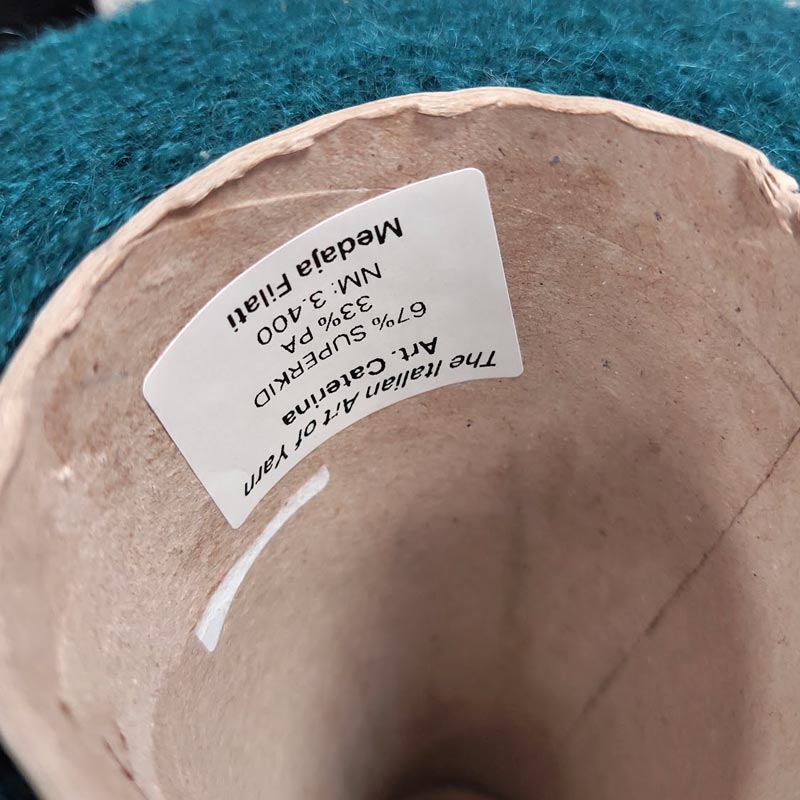 The Italian Art of Yarn
Art. Caterina
67% SUPERKID
33% PA
NM: 3.400
Medaja Filati